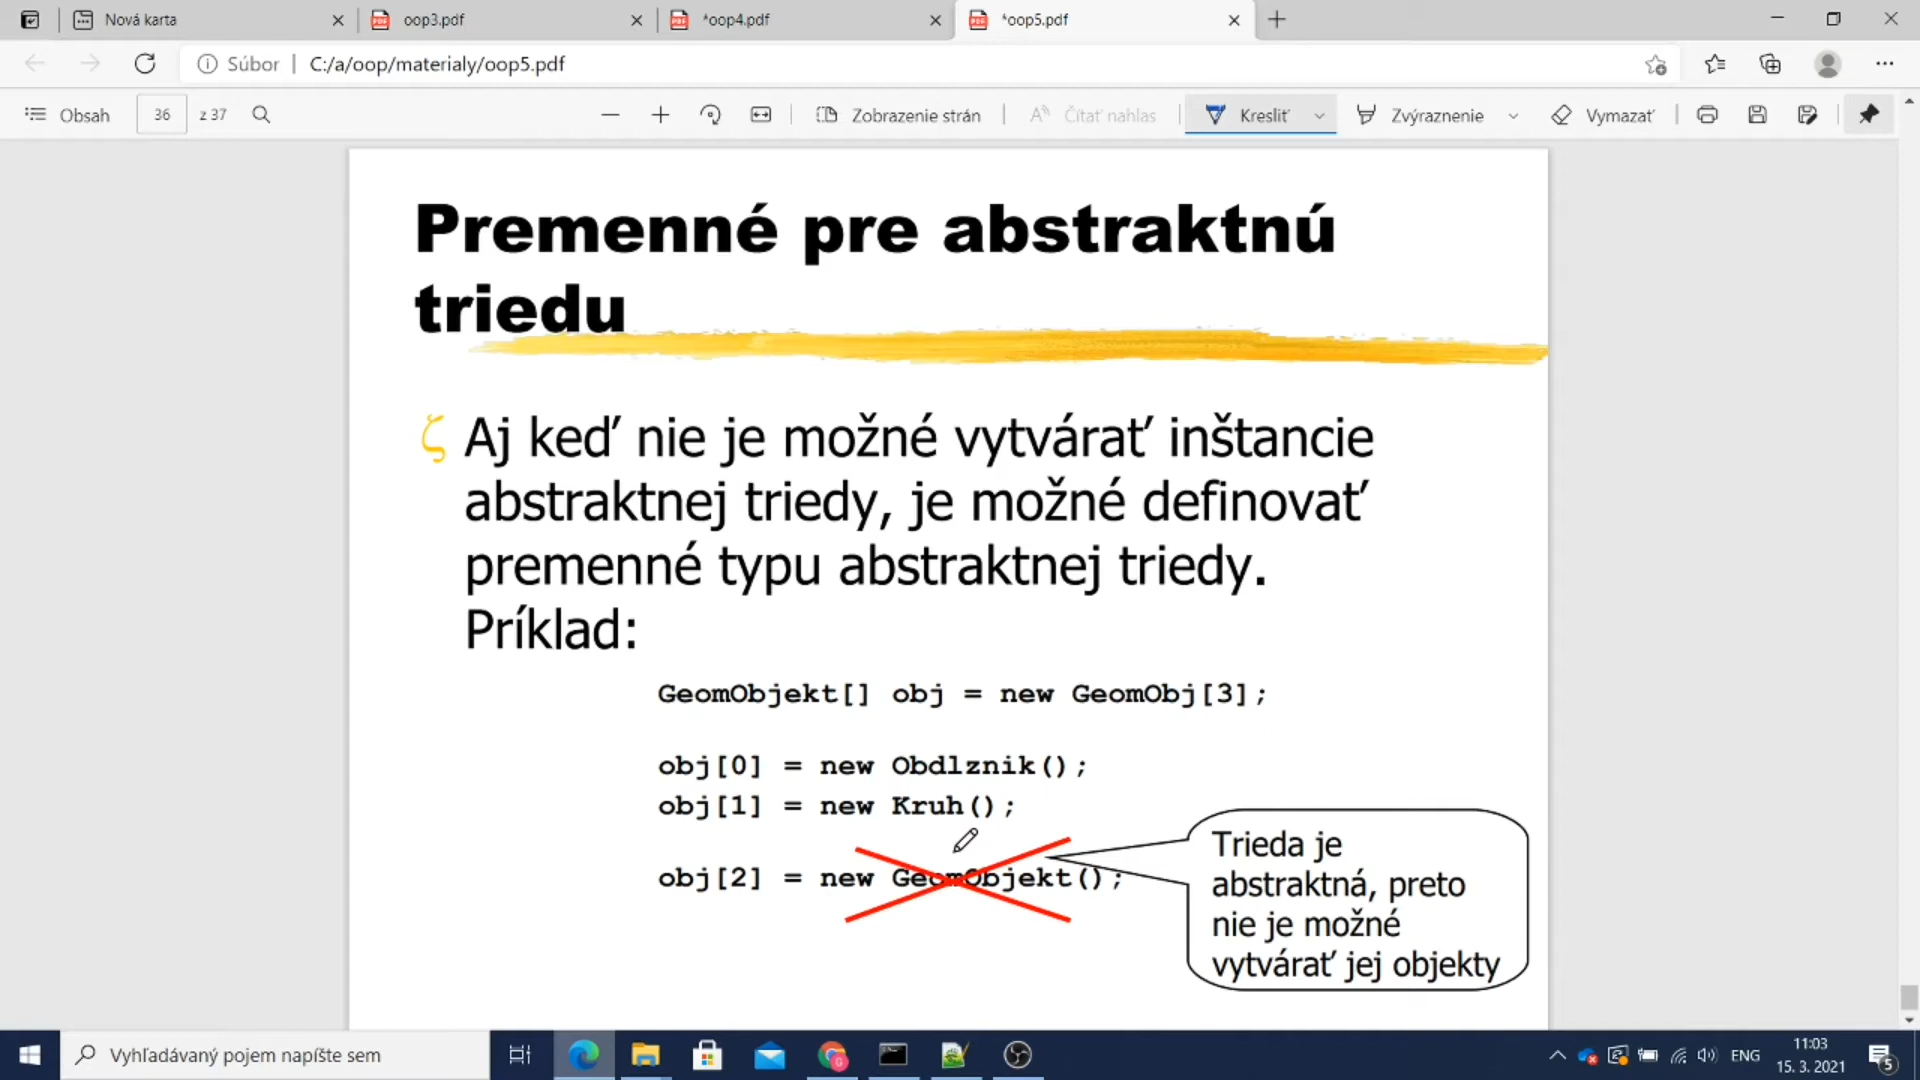 Nová karta
oop3.pdf
*oop4.pdf
*oop5.pdf
Súbor
C:/a/oop/materialy/oop5.pdf
Obsah
36
z 37
Zobrazenie strán
Čítať nahlas
Kresliť
Zvýraznenie
Vymazať
Premenné pre abstraktnú
triedu
Aj keď nie je možné vytvárať inštancie
abstraktnej triedy, je možné definovať
premenné typu abstraktnej triedy.
Príklad:
GeomObjekt[] obj = new GeomObj[3];
obj[0] = new Obdlznik();
obj[1] = new Kruh();
obj[2] = new GeomObjekt();
Trieda je
abstraktná, preto
nie je možné
vytvárať jej objekty
Vyhľadávaný pojem napíšte sem
ENG
11:03
15. 3. 2021
5